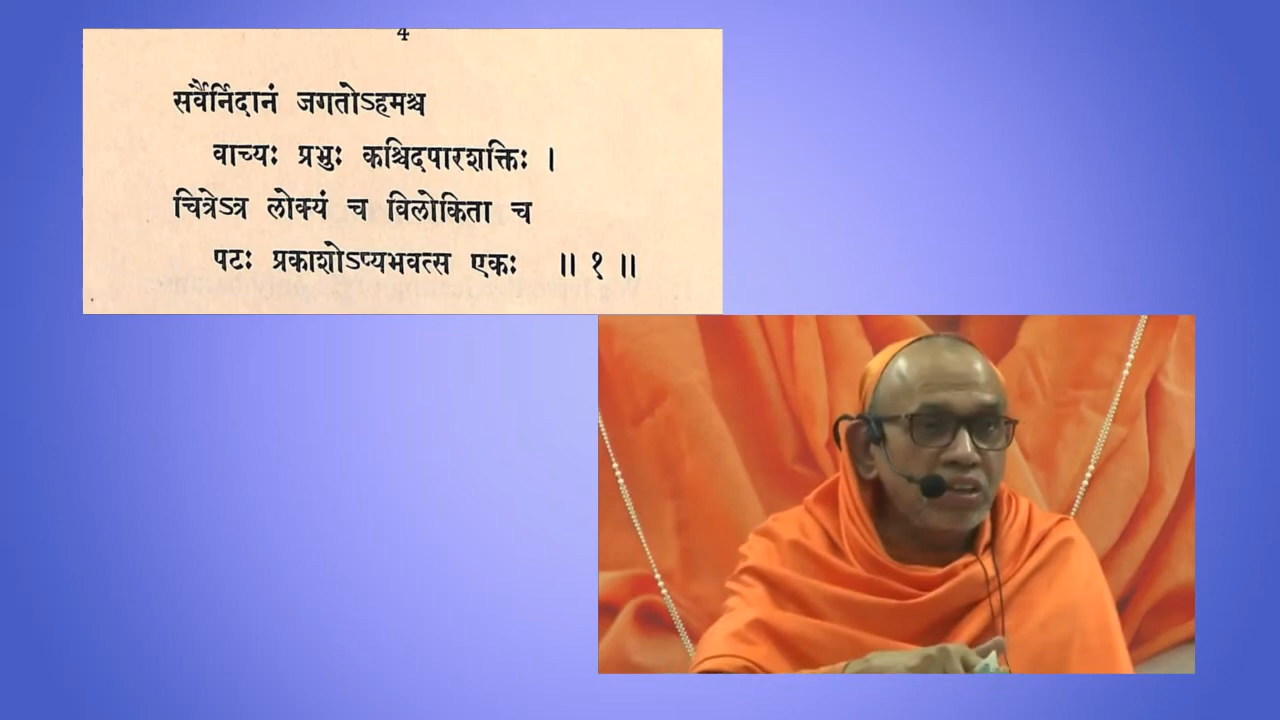 4
सर्वैर्निदानं जगतोऽहमश्च
वाच्यः प्रभुः कश्चिदपारशक्तिः ।
चित्रेऽत्र लोक्यं च विलोकिता च
पटः प्रकाशोऽप्यभवत्स एकः ॥ १ ॥